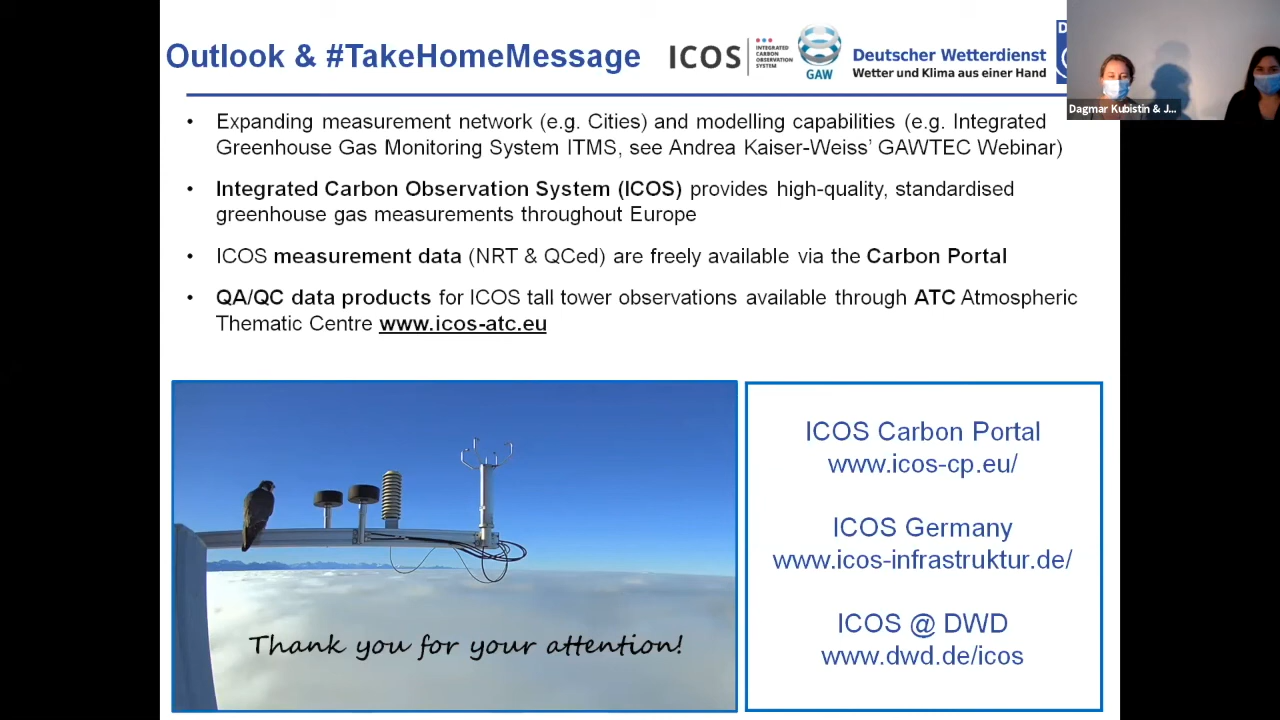 Outlook & #TakeHomeMessage
ICOS
INTEGRATED
CARBON
OBSERVATION
SYSTEM
GAW
Deutscher Wetterdienst
Wetter und Klima aus einer Hand
D
Dagmar Kubistin & J...
• Expanding measurement network (e.g. Cities) and modelling capabilities (e.g. Integrated
Greenhouse Gas Monitoring System ITMS, see Andrea Kaiser-Weiss’ GAWTEC Webinar)
• Integrated Carbon Observation System (ICOS) provides high-quality, standardised
greenhouse gas measurements throughout Europe
• ICOS measurement data (NRT & QCed) are freely available via the Carbon Portal
• QA/QC data products for ICOS tall tower observations available through ATC Atmospheric
Thematic Centre www.icos-atc.eu
Thank you for your attention!
ICOS Carbon Portal
www.icos-cp.eu/
ICOS Germany
www.icos-infrastruktur.de/
ICOS @ DWD
www.dwd.de/icos